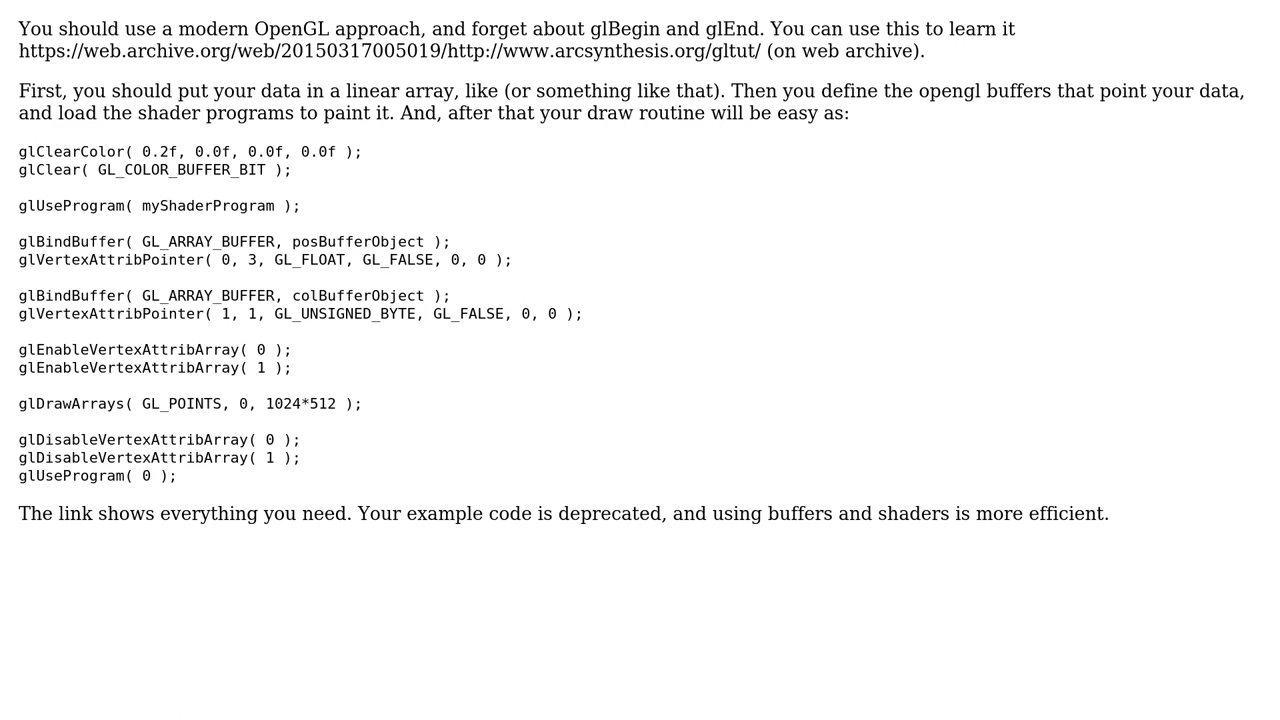 You should use a modern OpenGL approach, and forget about glBegin and glEnd. You can use this to learn it
https://web.archive.org/web/20150317005019/http://www.arcsynthesis.org/gltut/ (on web archive).
First, you should put your data in a linear array, like (or something like that). Then you define the opengl buffers that point your data,
and load the shader programs to paint it. And, after that your draw routine will be easy as:
glClearColor( 0.2f, 0.0f, 0.0f, 0.0f );
glClear( GL_COLOR_BUFFER_BIT );
glUseProgram( myShaderProgram );
glBindBuffer( GL_ARRAY_BUFFER, posBufferObject );
glVertexAttribPointer( 0, 3, GL_FLOAT, GL_FALSE, 0, 0 );
glBindBuffer( GL_ARRAY_BUFFER, colBufferObject );
glVertexAttribPointer( 1, 1, GL_UNSIGNED_BYTE, GL_FALSE, 0, 0 );
glEnableVertexAttribArray( 0 );
glEnableVertexAttribArray( 1 );
glDrawArrays( GL_POINTS, 0, 1024*512 );
glDisableVertexAttribArray( 0 );
glDisableVertexAttribArray( 1 );
glUseProgram( 0 );
The link shows everything you need. Your example code is deprecated, and using buffers and shaders is more efficient.